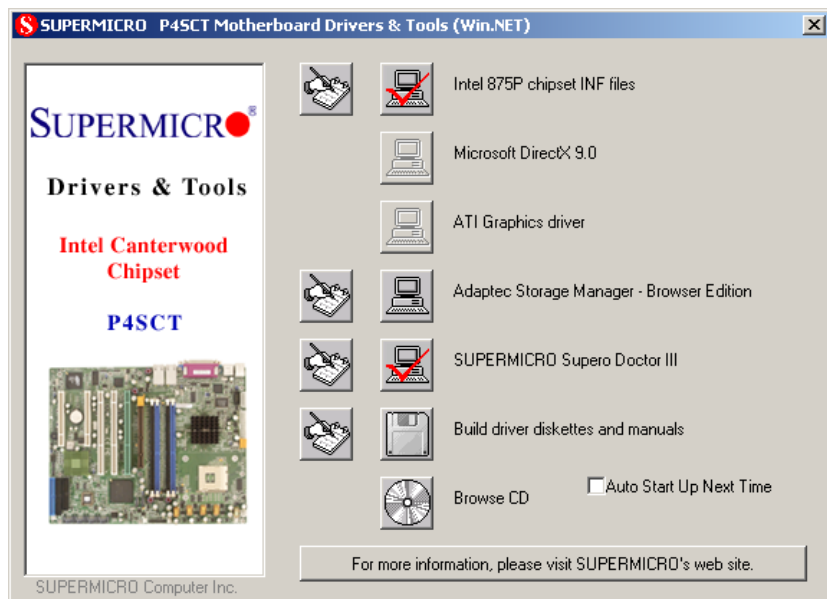 SUPERMICRO P4SCT Motherboard Drivers & Tools (Win.NET)
SUPERMICRO®
Drivers & Tools
Intel Canterwood
Chipset
P4SCT
SUPERMICRO Computer Inc.
Intel 875P chipset INF files
Microsoft DirectX 9.0
ATI Graphics driver
Adaptec Storage Manager - Browser Edition
SUPERMICRO Supero Doctor III
Build driver diskettes and manuals
Browse CD
Auto Start Up Next Time
For more information, please visit SUPERMICRO's web site.